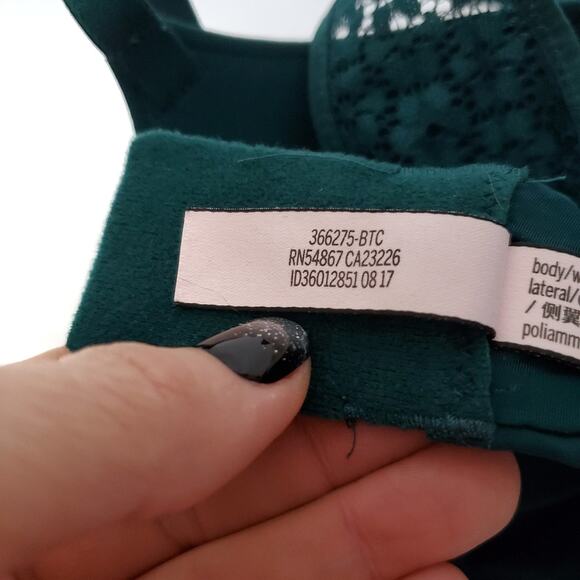 366275-BTC
RN54867 CA23226
ID36012851 08 17
body/
lateral/
/ 侧翼
poliamm